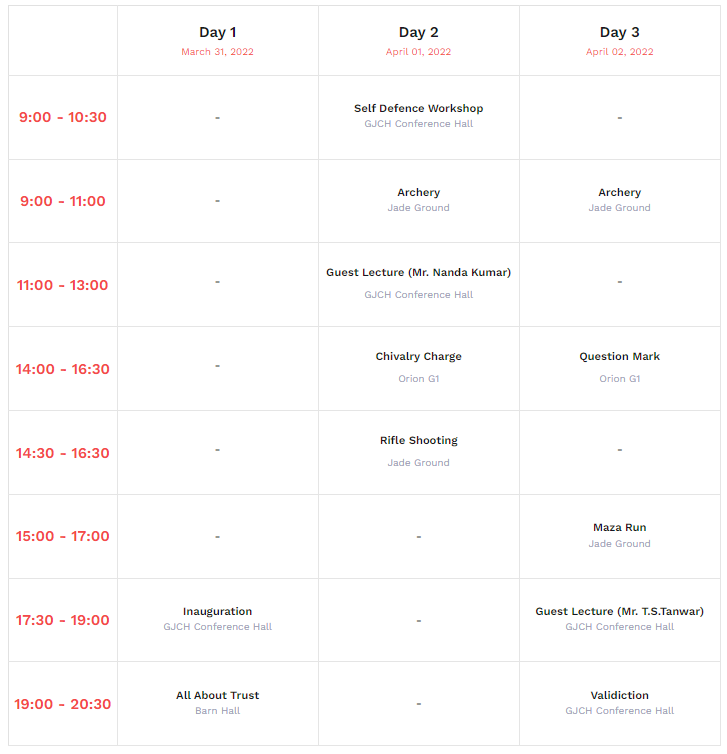 Day 1
March 31, 2022
Day 2
April 01, 2022
Day 3
April 02, 2022
9:00 - 10:30
-
Self Defence Workshop
GJCH Conference Hall
-
9:00 - 11:00
-
Archery
Jade Ground
Archery
Jade Ground
11:00 - 13:00
-
Guest Lecture (Mr. Nanda Kumar)
GJCH Conference Hall
-
14:00 - 16:30
-
Chivalry Charge
Orion G1
Question Mark
Orion G1
14:30 - 16:30
-
Rifle Shooting
Jade Ground
-
15:00 - 17:00
-
-
Maza Run
Jade Ground
17:30 - 19:00
Inauguration
GJCH Conference Hall
-
Guest Lecture (Mr. T.S.Tanwar)
GJCH Conference Hall
19:00 - 20:30
All About Trust
Barn Hall
-
Validiction
GJCH Conference Hall